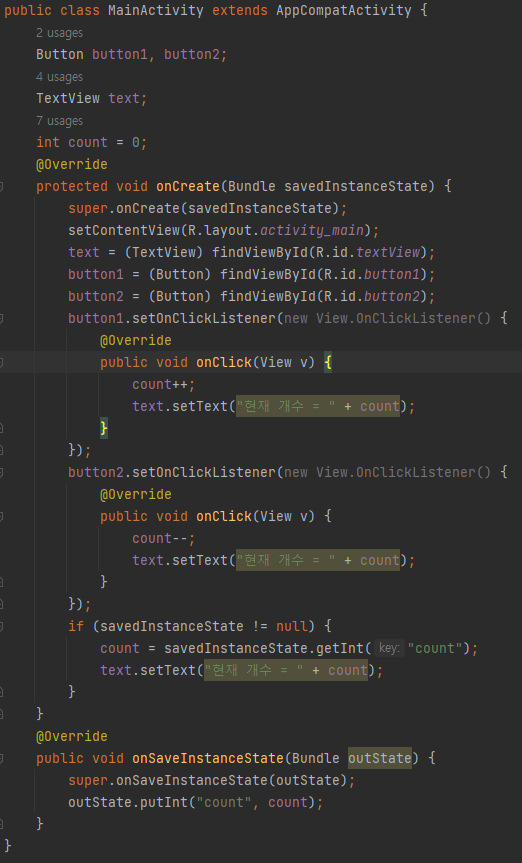 public class MainActivity extends AppCompatActivity {
2 usages
Button button1, button2;
4 usages
TextView text;
7 usages
int count = 0;
@Override
protected void onCreate(Bundle savedInstanceState) {
super.onCreate(savedInstanceState);
setContentView(R.layout.activity_main);
text = (TextView) findViewById(R.id.textView);
button1 = (Button) findViewById(R.id.button1);
button2 = (Button) findViewById(R.id.button2);
button1.setOnClickListener(new View.OnClickListener() {
@Override
public void onClick(View v) {
count++;
text.setText("현재 개수 = " + count);
}
});
button2.setOnClickListener(new View.OnClickListener() {
@Override
public void onClick(View v) {
count--;
text.setText("현재 개수 = " + count);
}
});
if (savedInstanceState != null) {
count = savedInstanceState.getInt( key: "count");
text.setText("현재 개수 = " + count);
}
}
@Override
public void onSaveInstanceState(Bundle outState) {
super.onSaveInstanceState(outState);
outState.putInt("count", count);
}
}